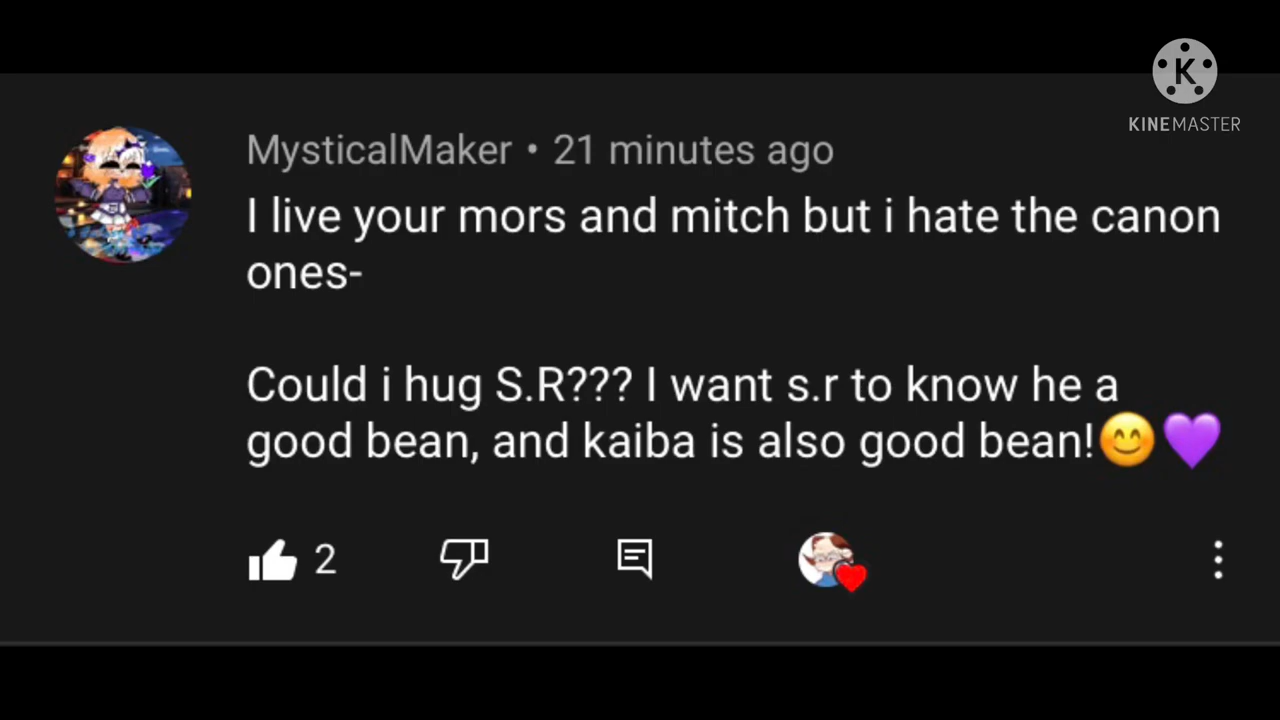 K
KINEMASTER
MysticalMaker • 21 minutes ago
I live your mors and mitch but i hate the canon
ones-
Could i hug S.R??? I want s.r to know he a
good bean, and kaiba is also good bean!😊💜
2